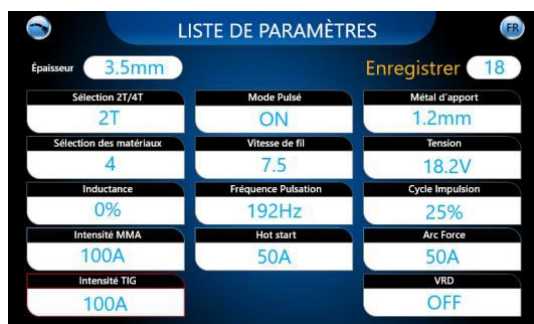 LISTE DE PARAMÈTRES
FR
Épaisseur 3.5mm
Enregistrer 18
Sélection 2T/4T
2T
Mode Pulsé
ON
Métal d'apport
1.2mm
Sélection des matériaux
4
Vitesse de fil
7.5
Tension
18.2V
Inductance
0%
Fréquence Pulsation
192Hz
Cycle Impulsion
25%
Intensité MMA
100A
Hot start
50A
Arc Force
50A
Intensité TIG
100A
VRD
OFF